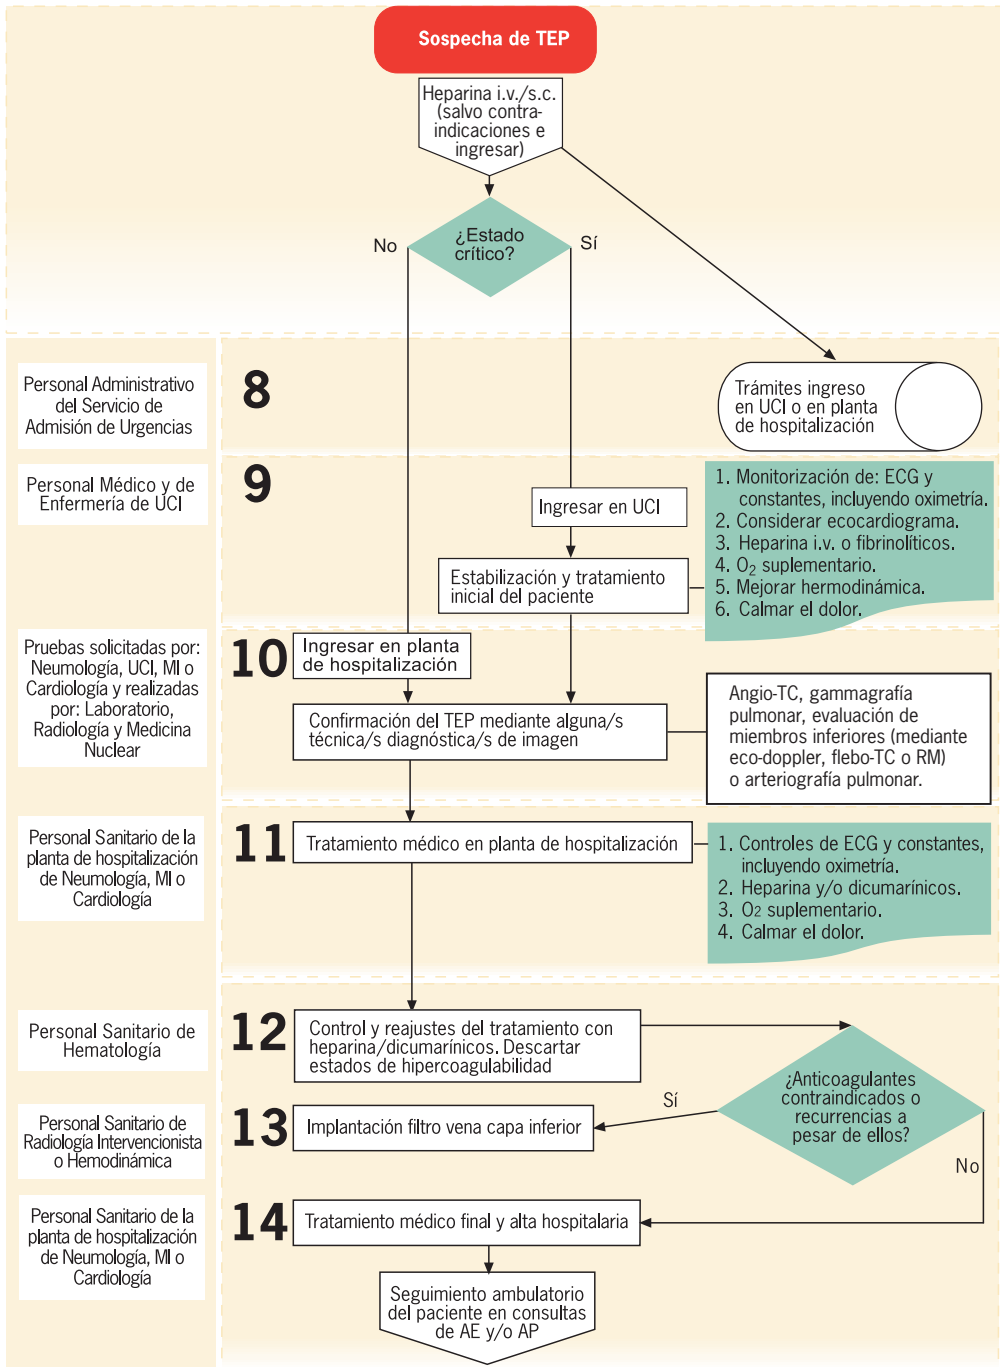 Sospecha de TEP
Heparina i.v./s.c.
(salvo contra-
indicaciones e
ingresar)
¿Estado
crítico?
No
Sí
Personal Administrativo
del Servicio de
Admisión de Urgencias
8
Trámites ingreso
en UCI o en planta
de hospitalización
Personal Médico y de
Enfermería de UCI
9
Ingresar en UCI
Estabilización y tratamiento
inicial del paciente
1. Monitorización de: ECG y
constantes, incluyendo oximetría.
2. Considerar ecocardiograma.
3. Heparina i.v. o fibrinolíticos.
4. O2 suplementario.
5. Mejorar hermodinámica.
6. Calmar el dolor.
Pruebas solicitadas por:
Neumología, UCI, MI o
Cardiología y realizadas
por: Laboratorio,
Radiología y Medicina
Nuclear
10
Ingresar en planta
de hospitalización
Confirmación del TEP mediante alguna/s
técnica/s diagnóstica/s de imagen
Angio-TC, gammagrafía
pulmonar, evaluación de
miembros inferiores (mediante
eco-doppler, flebo-TC o RM)
o arteriografía pulmonar.
Personal Sanitario de la
planta de hospitalización
de Neumología, MI o
Cardiología
11
Tratamiento médico en planta de hospitalización
1. Controles de ECG y constantes,
incluyendo oximetría.
2. Heparina y/o dicumarínicos.
3. O2 suplementario.
4. Calmar el dolor.
Personal Sanitario de
Hematología
12
Control y reajustes del tratamiento con
heparina/dicumarínicos. Descartar
estados de hipercoagulabilidad
¿Anticoagulantes
contraindicados o
recurrencias a
pesar de ellos?
Sí
No
Personal Sanitario de
Radiología Intervencionista
o Hemodinámica
13
Implantación filtro vena capa inferior
Personal Sanitario de la
planta de hospitalización
de Neumología, MI o
Cardiología
14
Tratamiento médico final y alta hospitalaria
Seguimiento ambulatorio
del paciente en consultas
de AE y/o AP